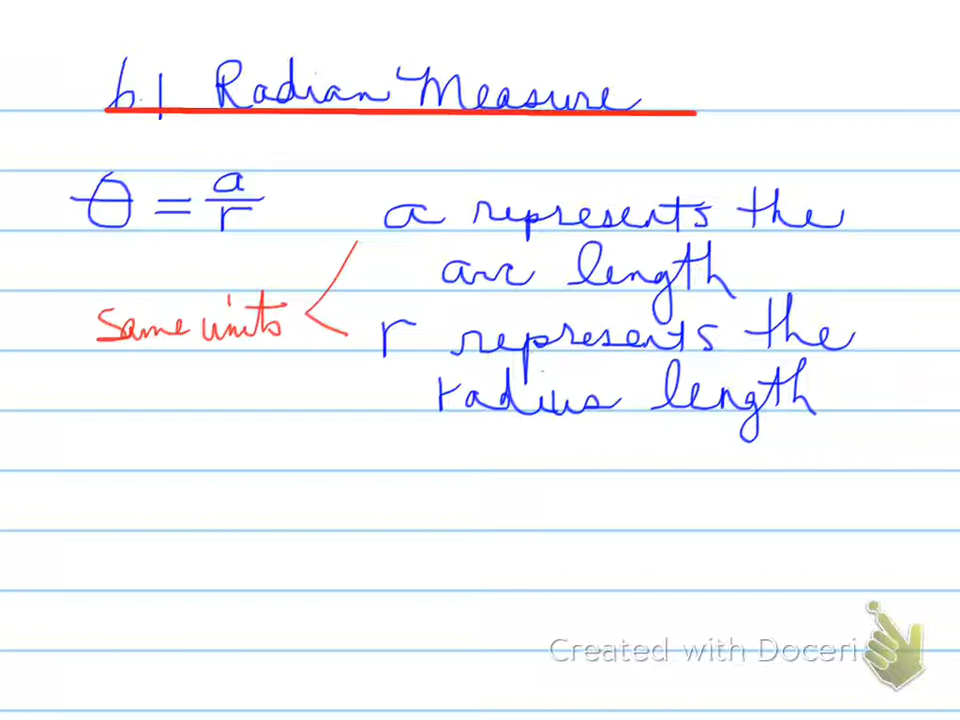 6.1 Radian Measure
θ = a/r
a represents the
arc length
same units
r represents the
radius length
Created with Doceri